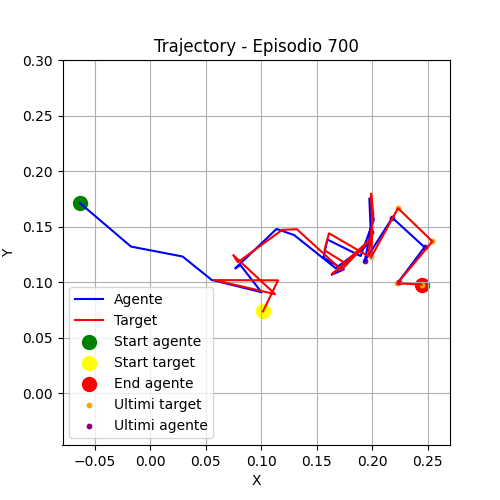 Trajectory - Episodio 700
0.30
0.25
0.20
0.15
0.10
0.05
0.00
Y
Agente
Target
Start agente
Start target
End agente
Ultimi target
Ultimi agente
−0.05 0.00 0.05 0.10 0.15 0.20 0.25
X